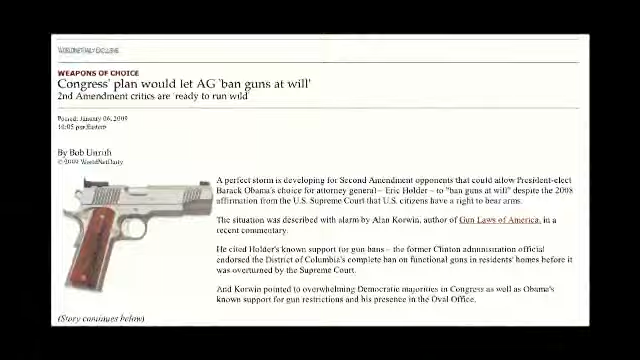 WORLDNETDAILY EXCLUSIVE
WEAPONS OF CHOICE
Congress' plan would let AG 'ban guns at will'
2nd Amendment critics are 'ready to run wild'
Posted: January 06, 2009
By Bob Unruh
© 2009 WorldNetDaily
A perfect storm is developing for Second Amendment opponents that could allow President-elect
Barack Obama's choice for attorney general – Eric Holder – to "ban guns at will" despite the 2008
affirmation from the U.S. Supreme Court that U.S. citizens have a right to bear arms.
The situation was described with alarm by Alan Korwin, author of Gun Laws of America, in a
recent commentary.
He cited Holder's known support for gun bans – the former Clinton administration official
endorsed the District of Columbia's complete ban on functional guns in residents' homes before it
was overturned by the Supreme Court.
And Korwin pointed to overwhelming Democratic majorities in Congress as well as Obama's
known support for gun restrictions and his presence in the Oval Office.
(Story continues below)